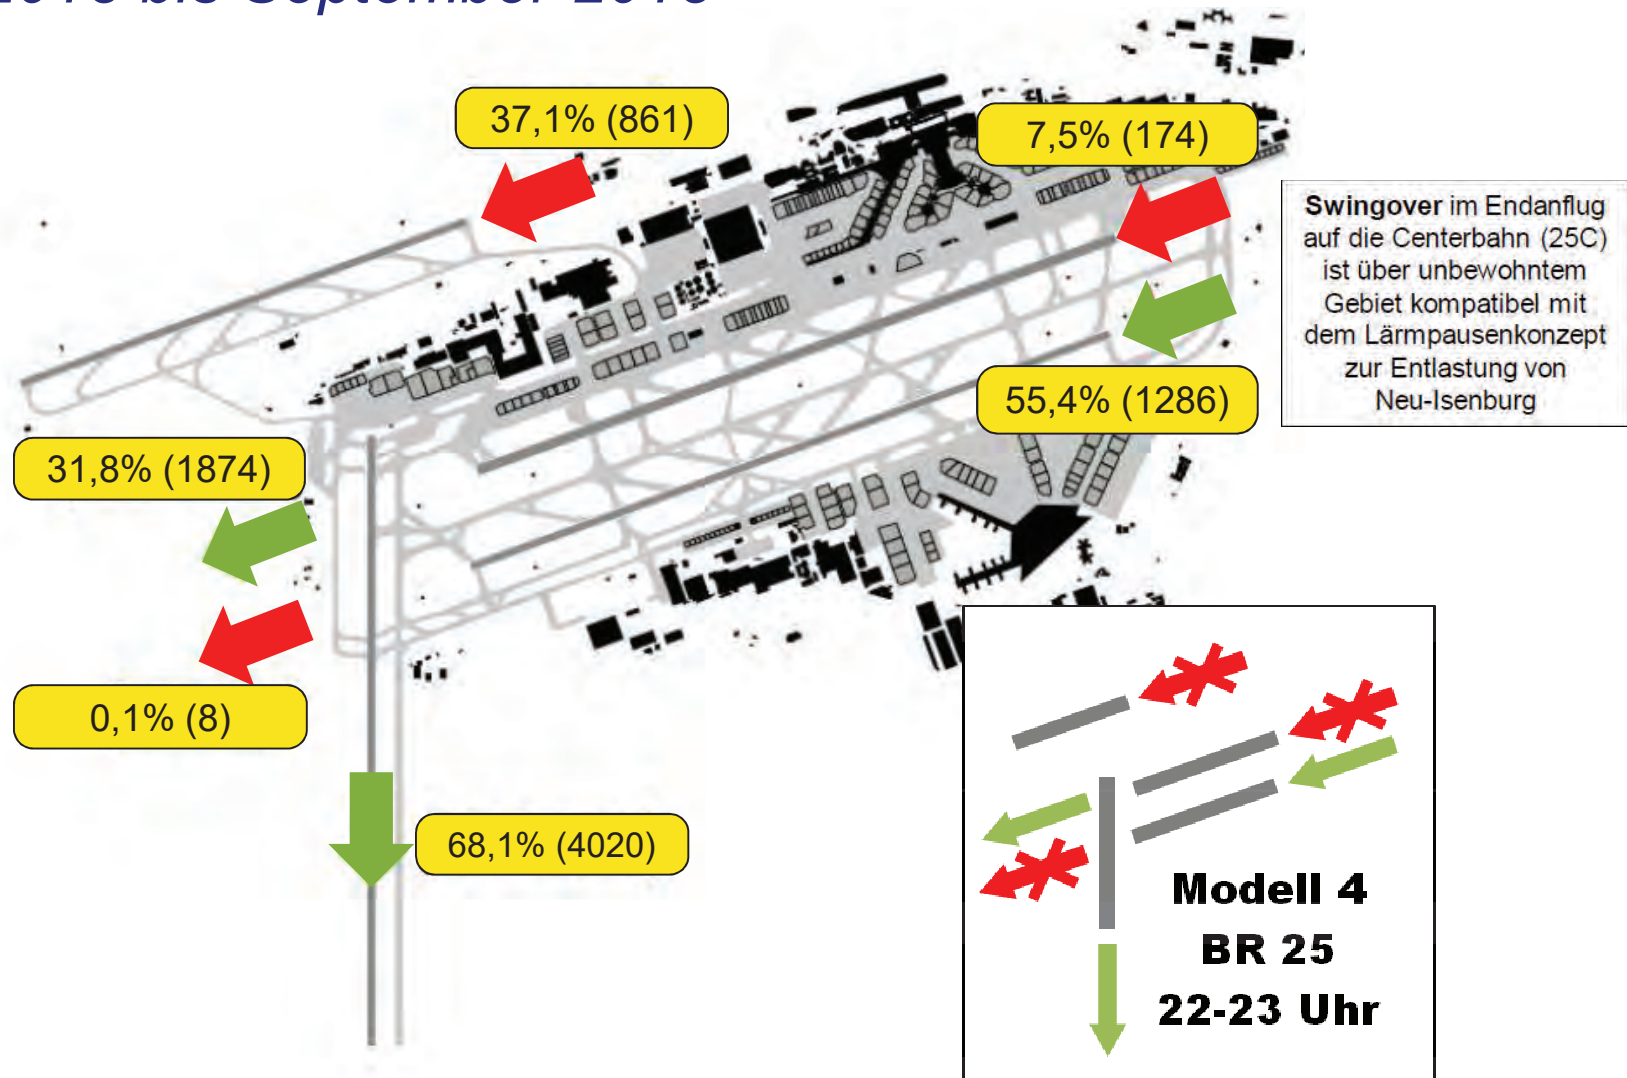 bis September
37,1% (861)
7,5% (174)
Swingover im Endanflug
auf die Centerbahn (25C)
ist über unbewohntem
Gebiet kompatibel mit
dem Lärmpausenkonzept
zur Entlastung von
Neu-Isenburg
55,4% (1286)
31,8% (1874)
0,1% (8)
68,1% (4020)
Modell 4
BR 25
22-23 Uhr